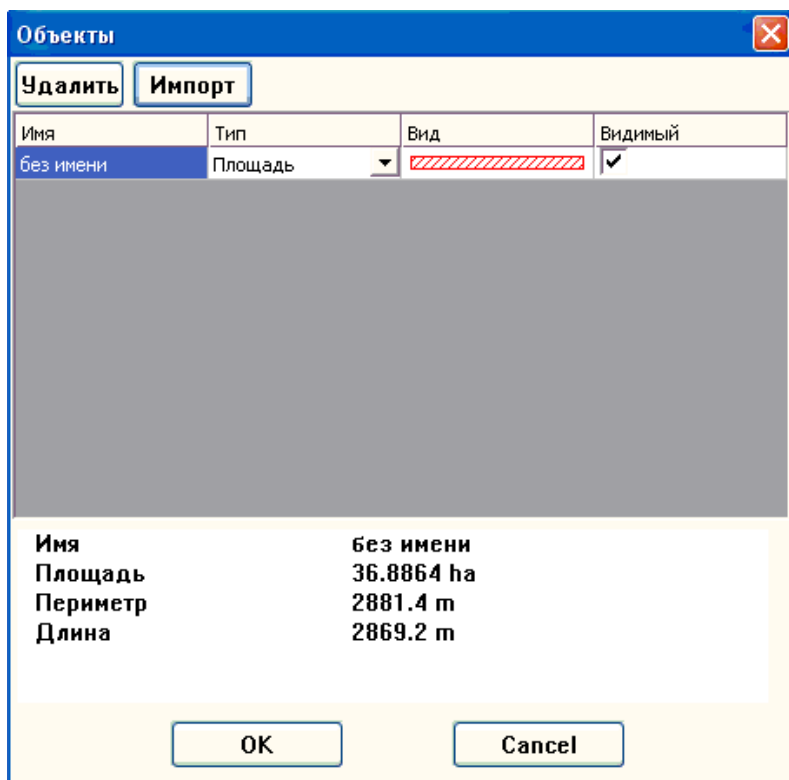 Объекты
Удалить Импорт
Имя Тип Вид Видимый
без имени Площадь
Имя без имени
Площадь 36.8864 ha
Периметр 2881.4 m
Длина 2869.2 m
OK Cancel